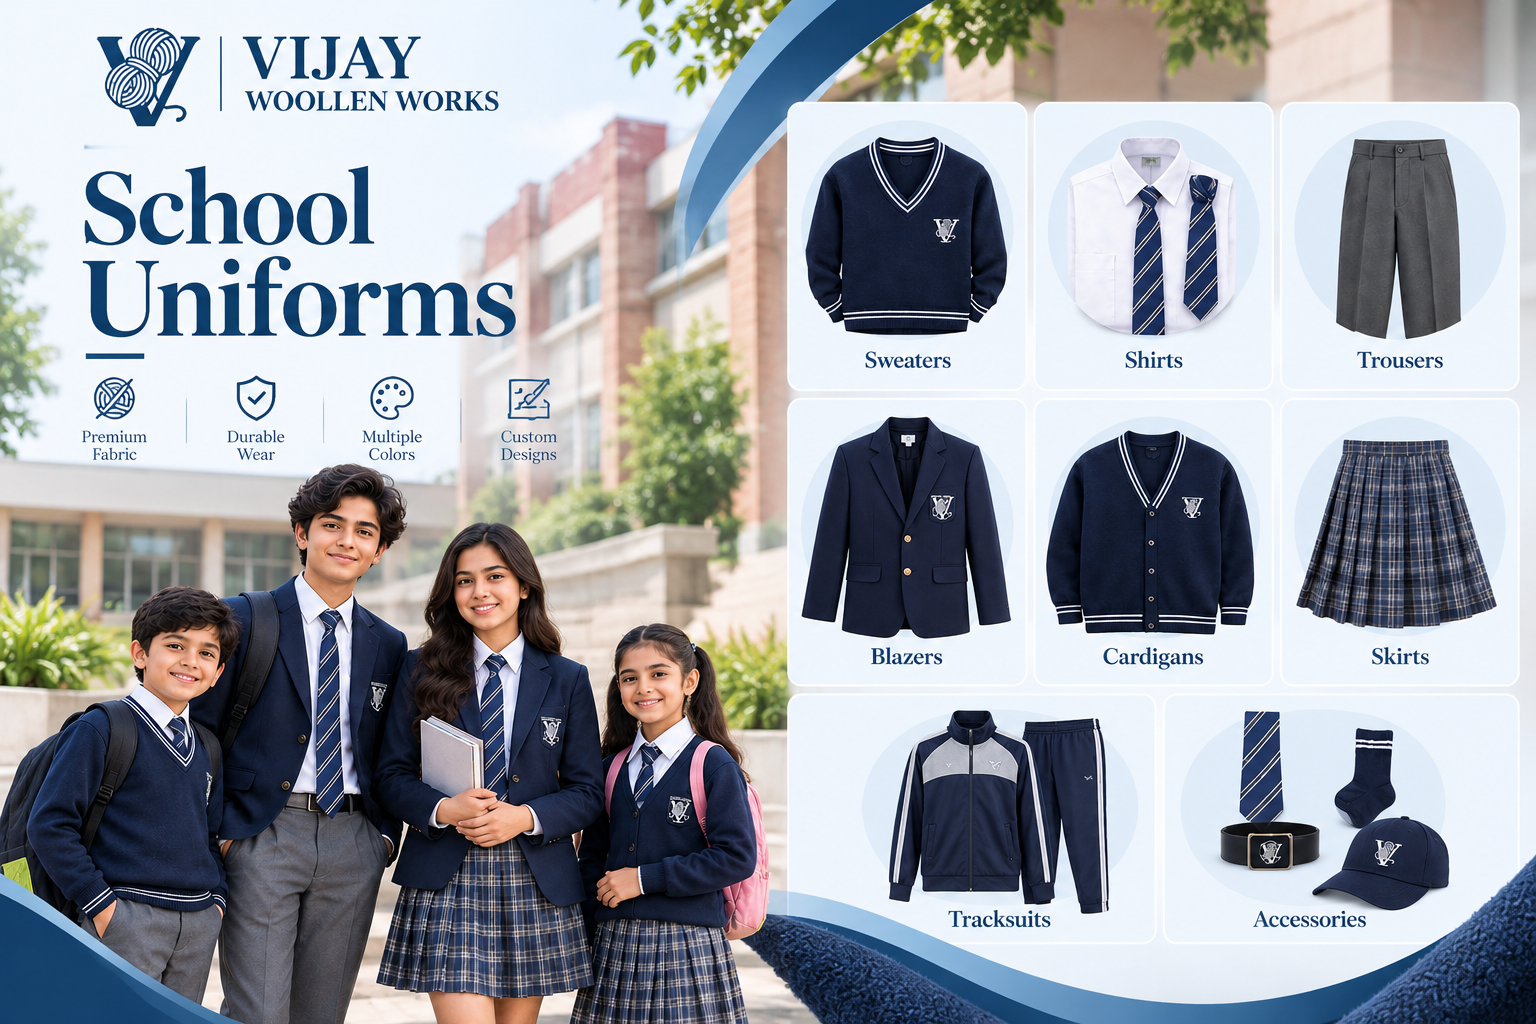 VIJAY
WOOLLEN WORKS
School
Uniforms
Premium
Fabric
Durable
Wear
Multiple
Colors
Custom
Designs
Sweaters
Shirts
Trousers
Blazers
Cardigans
Skirts
Tracksuits
Accessories